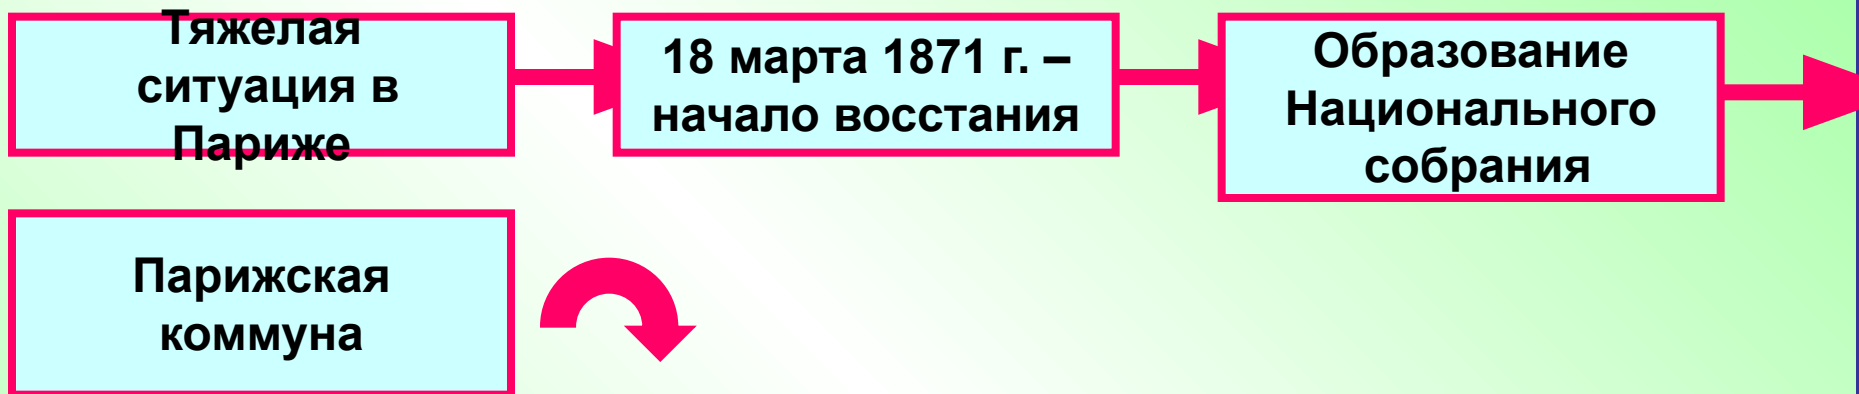 Тяжелая
ситуация в
Париже
18 марта 1871 г. –
начало восстания
Образование
Национального
собрания
Парижская
коммуна